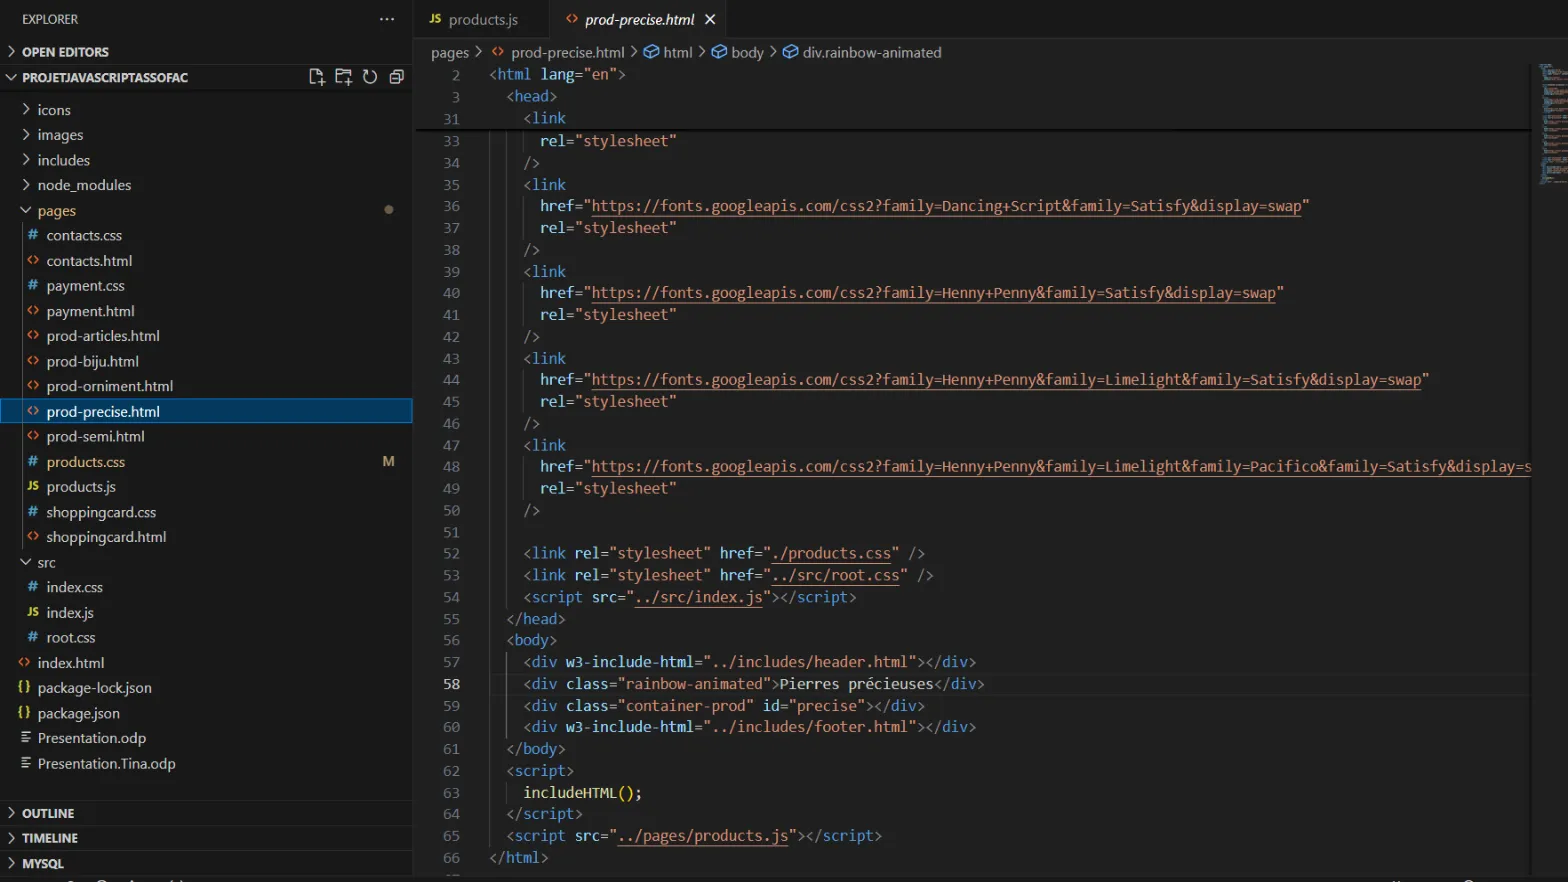 EXPLORER
···
OPEN EDITORS
PROJETJAVASCRIPTASSOFAC
icons
images
includes
node_modules
pages
# contacts.css
<> contacts.html
# payment.css
<> payment.html
<> prod-articles.html
<> prod-biju.html
<> prod-orniment.html
<> prod-precise.html
<> prod-semi.html
# products.css M
JS products.js
# shoppingcard.css
<> shoppingcard.html
src
# index.css
JS index.js
# root.css
<> index.html
{} package-lock.json
{} package.json
Presentation.odp
Presentation.Tina.odp
OUTLINE
TIMELINE
MYSQL
JS products.js
<> prod-precise.html ×
pages > <> prod-precise.html > html > body > div.rainbow-animated
2 <html lang="en">
3 <head>
31 <link
33 rel="stylesheet"
34 />
35 <link
36 href="https://fonts.googleapis.com/css2?family=Dancing+Script&family=Satisfy&display=swap"
37 rel="stylesheet"
38 />
39 <link
40 href="https://fonts.googleapis.com/css2?family=Henny+Penny&family=Satisfy&display=swap"
41 rel="stylesheet"
42 />
43 <link
44 href="https://fonts.googleapis.com/css2?family=Henny+Penny&family=Limelight&family=Satisfy&display=swap"
45 rel="stylesheet"
46 />
47 <link
48 href="https://fonts.googleapis.com/css2?family=Henny+Penny&family=Limelight&family=Pacifico&family=Satisfy&display=s
49 rel="stylesheet"
50 />
51
52 <link rel="stylesheet" href="./products.css" />
53 <link rel="stylesheet" href="../src/root.css" />
54 <script src="../src/index.js"></script>
55 </head>
56 <body>
57 <div w3-include-html="../includes/header.html"></div>
58 <div class="rainbow-animated">Pierres précieuses</div>
59 <div class="container-prod" id="precise"></div>
60 <div w3-include-html="../includes/footer.html"></div>
61 </body>
62 <script>
63 includeHTML();
64 </script>
65 <script src="../pages/products.js"></script>
66 </html>